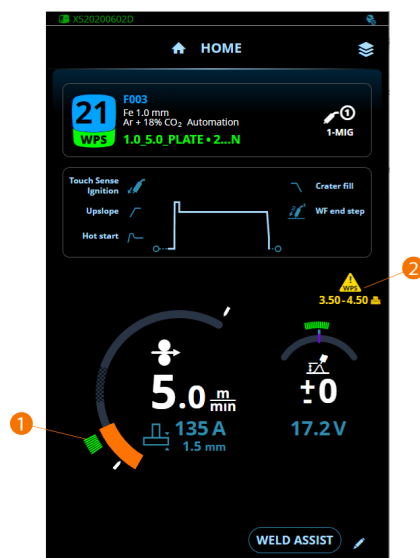 X520200602D
HOME
21
WPS
F003
Fe 1.0 mm
Ar + 18% CO₂ Automation
1.0_5.0_PLATE • 2...N
1
1-MIG
Touch Sense
Ignition
Upslope
Hot start
Crater fill
WF end step
2
WPS
3.50 - 4.50
5.0 m/min
135 A
1.5 mm
±0
17.2 V
1
WELD ASSIST